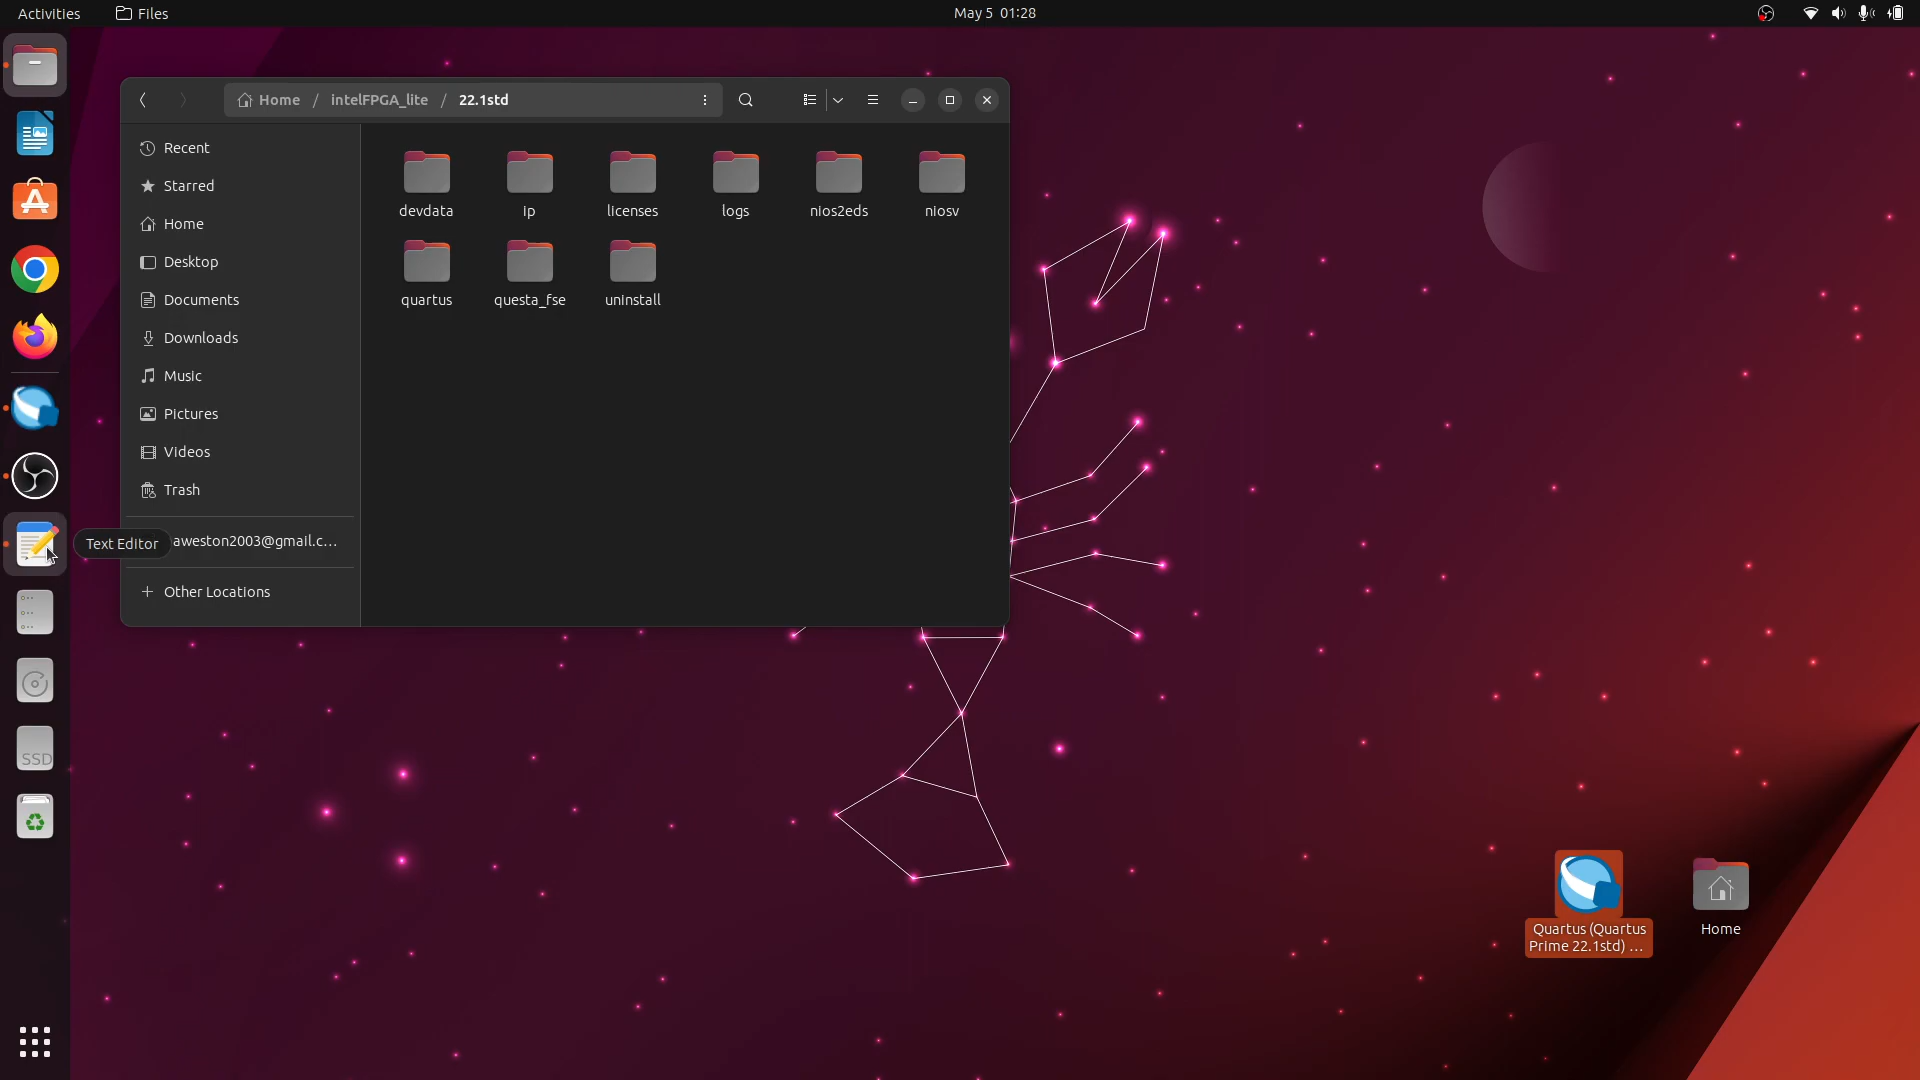 Activities
Files
May 5 01:28
Home / intelFPGA_lite / 22.1std
Recent
Starred
Home
Desktop
Documents
Downloads
Music
Pictures
Videos
Trash
aweston2003@gmail.c...
Other Locations
devdata
ip
licenses
logs
nios2eds
niosv
quartus
questa_fse
uninstall
Text Editor
SSD
Quartus (Quartus
Prime 22.1std) ...
Home